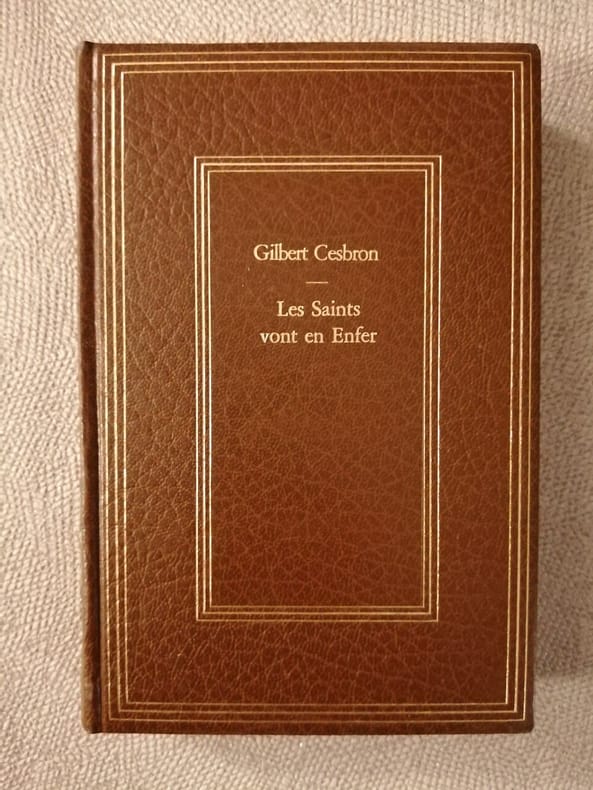 Gilbert Cesbron
Les Saints
vont en Enfer